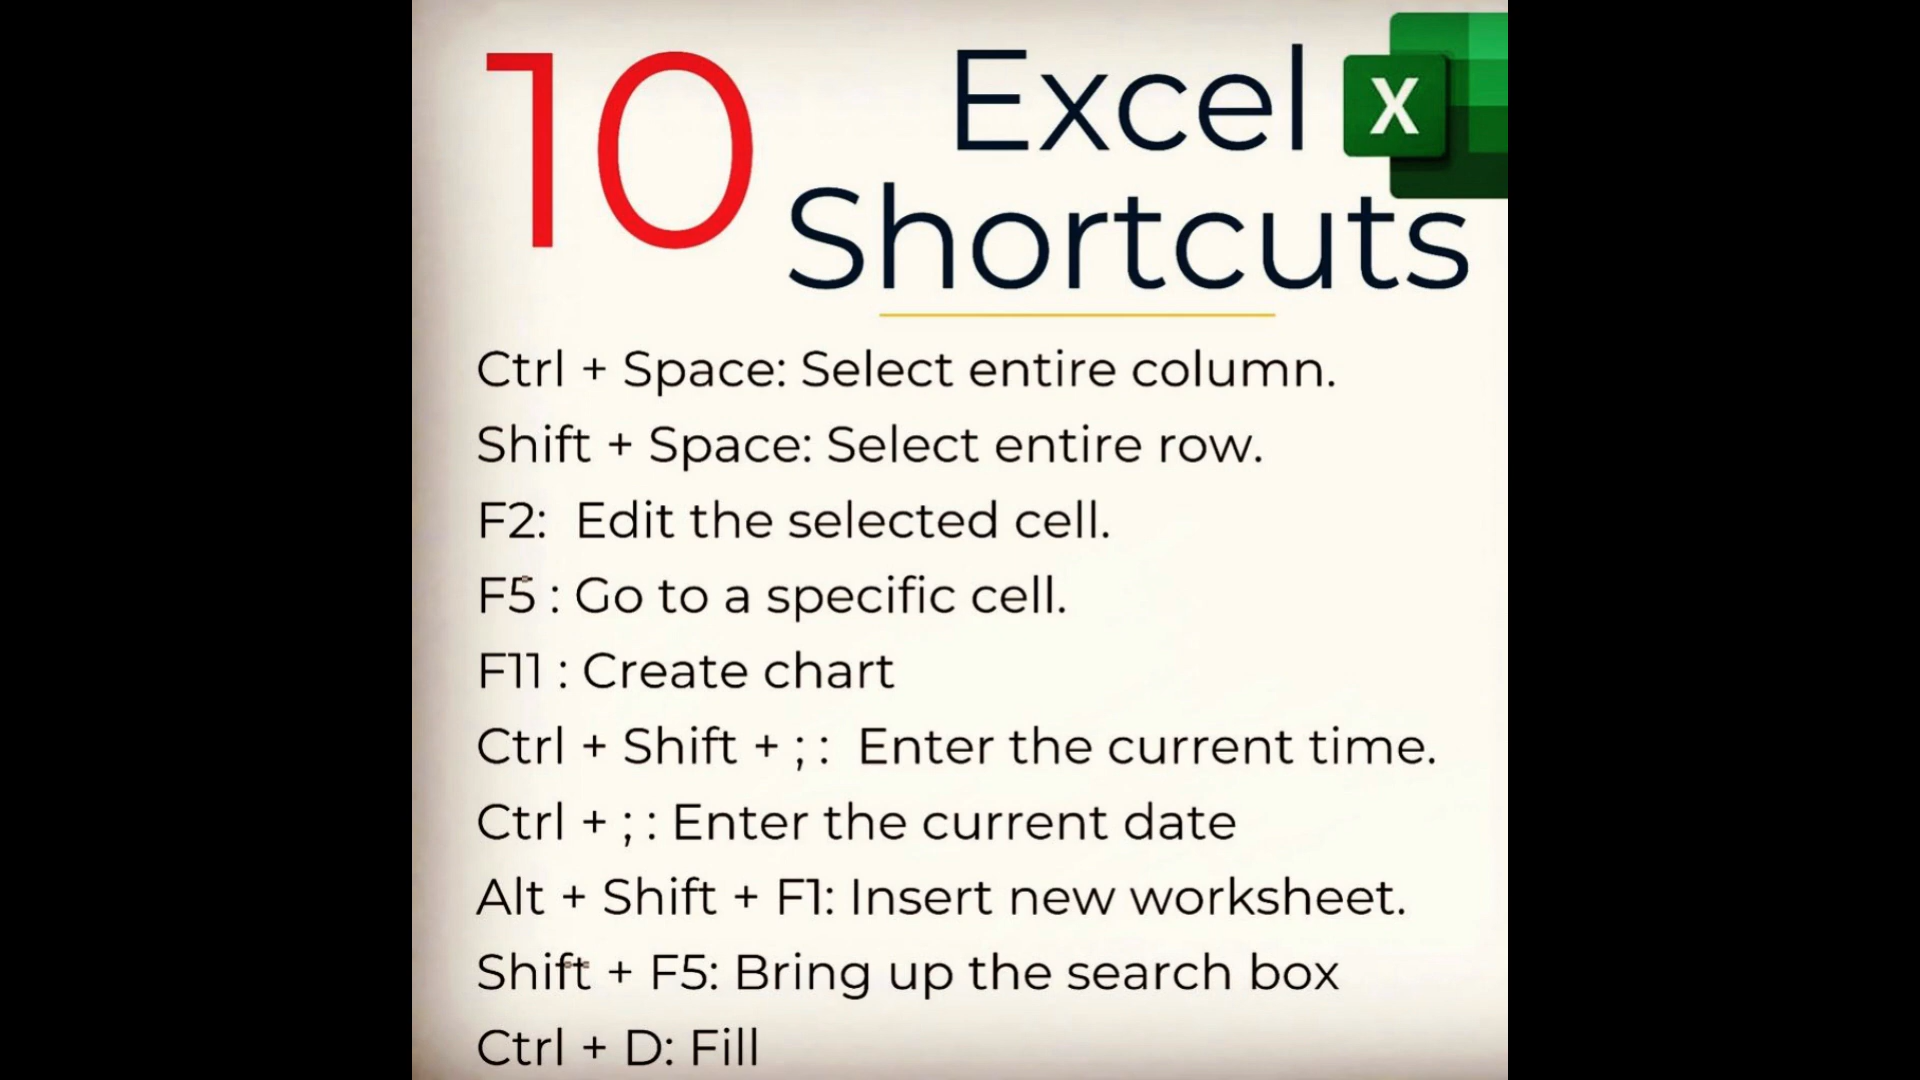 10 Excel X
Shortcuts
Ctrl + Space: Select entire column.
Shift + Space: Select entire row.
F2:  Edit the selected cell.
F5 : Go to a specific cell.
F11 : Create chart
Ctrl + Shift + ; :  Enter the current time.
Ctrl + ; : Enter the current date
Alt + Shift + F1: Insert new worksheet.
Shift + F5: Bring up the search box
Ctrl + D: Fill